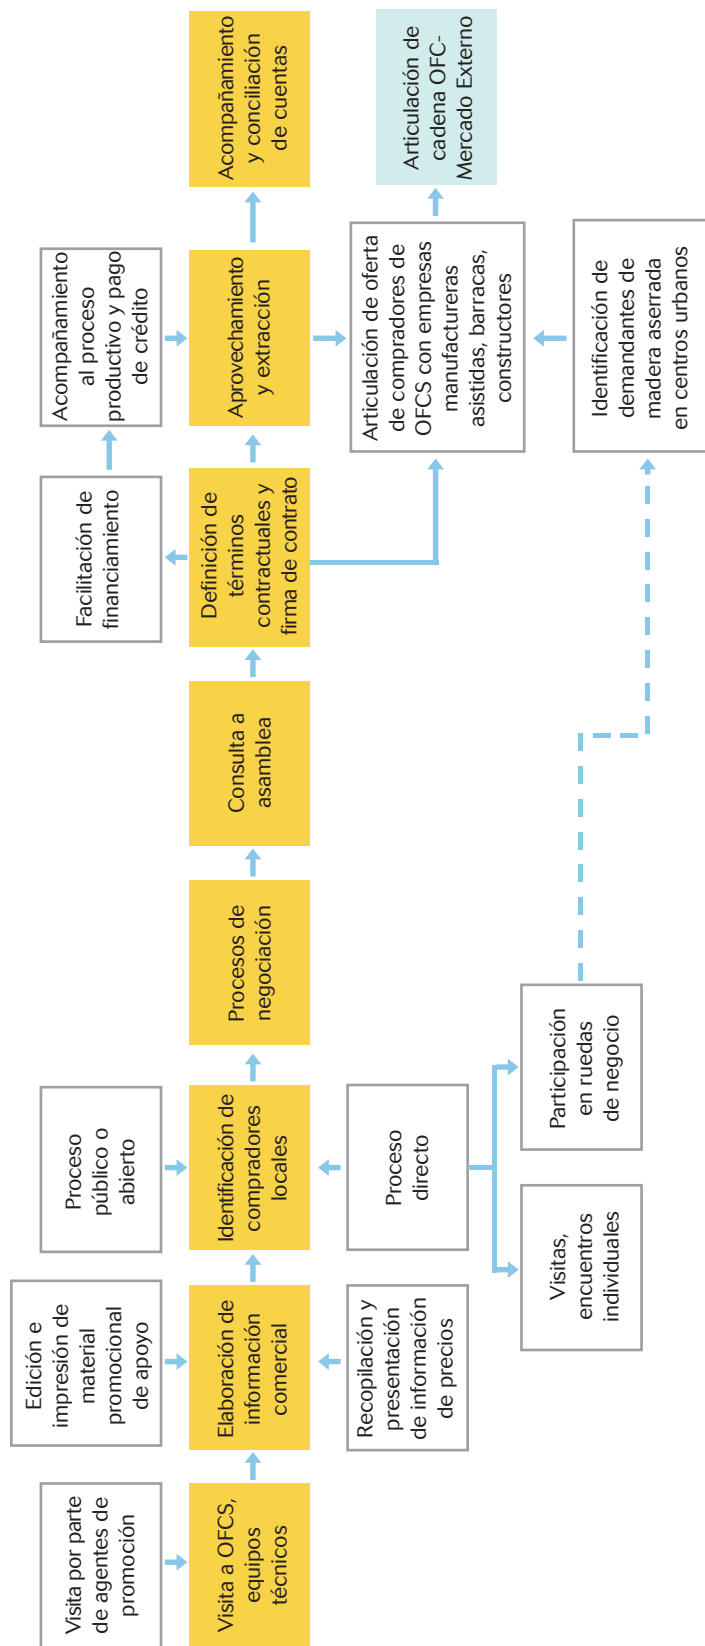 Visita por parte
de agentes de
promoción
Edición e
impresión de
material
promocional
de apoyo
Proceso
público o
abierto
Facilitación de
financiamiento
Acompañamiento
al proceso
productivo y pago
de crédito
Visita a OFCS,
equipos
técnicos
Elaboración de
información
comercial
Identificación de
compradores
locales
Procesos de
negociación
Consulta a
asamblea
Definición de
términos
contractuales y
firma de contrato
Aprovechamiento
y extracción
Acompañamiento
y conciliación
de cuentas
Recopilación y
presentación
de información
de precios
Proceso
directo
Articulación de oferta
de compradores de
OFCS con empresas
manufactureras
asistidas, barracas,
constructores
Articulación de
cadena OFC-
Mercado Externo
Visitas,
encuentros
individuales
Participación
en ruedas
de negocio
Identificación de
demandantes de
madera aserrada
en centros urbanos